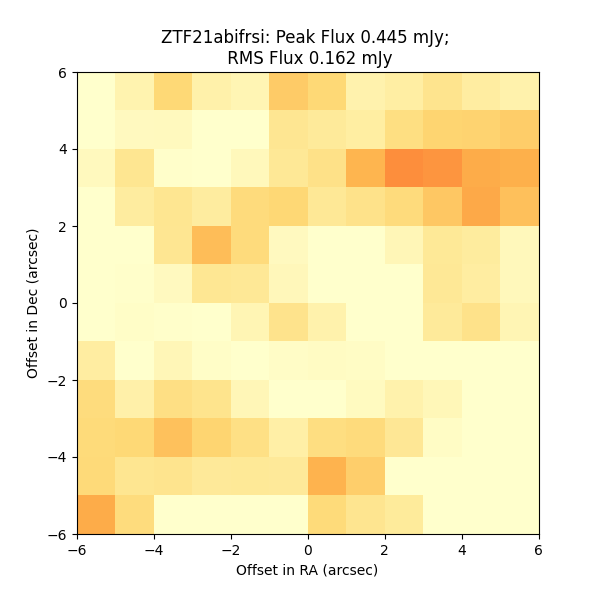 ZTF21abifrsi: Peak Flux 0.445 mJy;
RMS Flux 0.162 mJy
6
4
2
0
−2
−4
−6
Offset in Dec (arcsec)
−6 −4 −2 0 2 4 6
Offset in RA (arcsec)